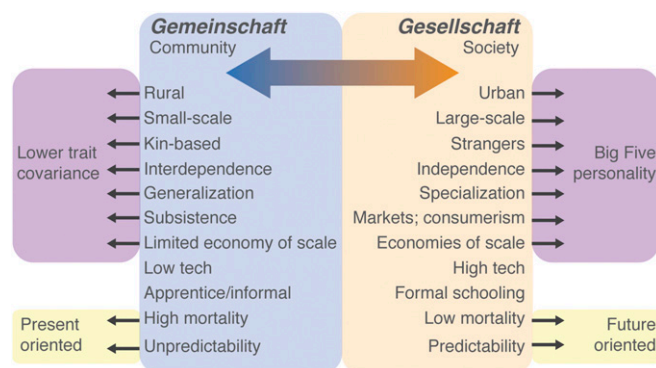 Gemeinschaft
Community
Gesellschaft
Society
Rural
Small-scale
Kin-based
Interdependence
Generalization
Subsistence
Limited economy of scale
Low tech
Apprentice/informal
High mortality
Unpredictability
Urban
Large-scale
Strangers
Independence
Specialization
Markets; consumerism
Economies of scale
High tech
Formal schooling
Low mortality
Predictability
Lower trait
covariance
Present
oriented
Big Five
personality
Future
oriented